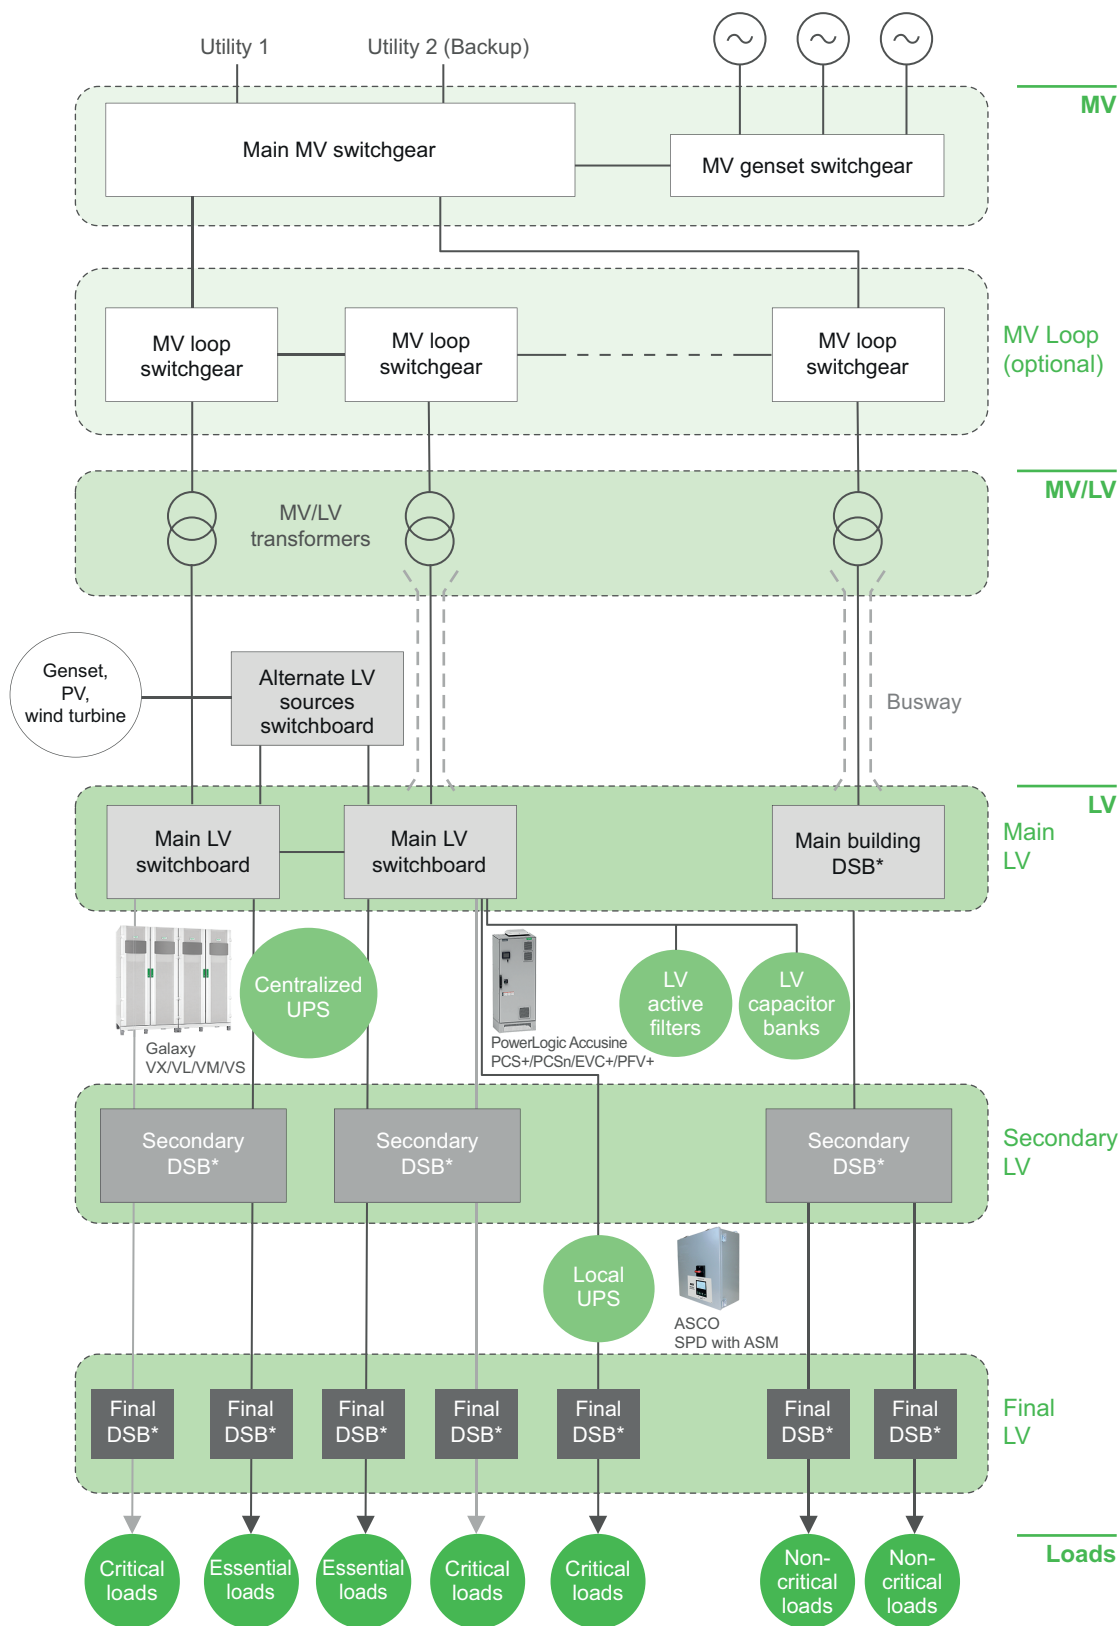 Utility 1
Utility 2 (Backup)
MV
Main MV switchgear
MV genset switchgear
MV loop
switchgear
MV loop
switchgear
MV loop
switchgear
MV Loop
(optional)
MV/LV
MV/LV
transformers
Genset,
PV,
wind turbine
Alternate LV
sources
switchboard
Busway
LV
Main LV
switchboard
Main LV
switchboard
Main building
DSB*
Main
LV
Centralized
UPS
LV
active
filters
LV
capacitor
banks
Galaxy
VX/VL/VM/VS
PowerLogic Accusine
PCS+/PCSn/EVC+/PFV+
Secondary
DSB*
Secondary
DSB*
Secondary
DSB*
Secondary
LV
Local
UPS
ASCO
SPD with ASM
Final
DSB*
Final
DSB*
Final
DSB*
Final
DSB*
Final
DSB*
Final
DSB*
Final
DSB*
Final
LV
Loads
Critical
loads
Essential
loads
Essential
loads
Critical
loads
Critical
loads
Non-
critical
loads
Non-
critical
loads